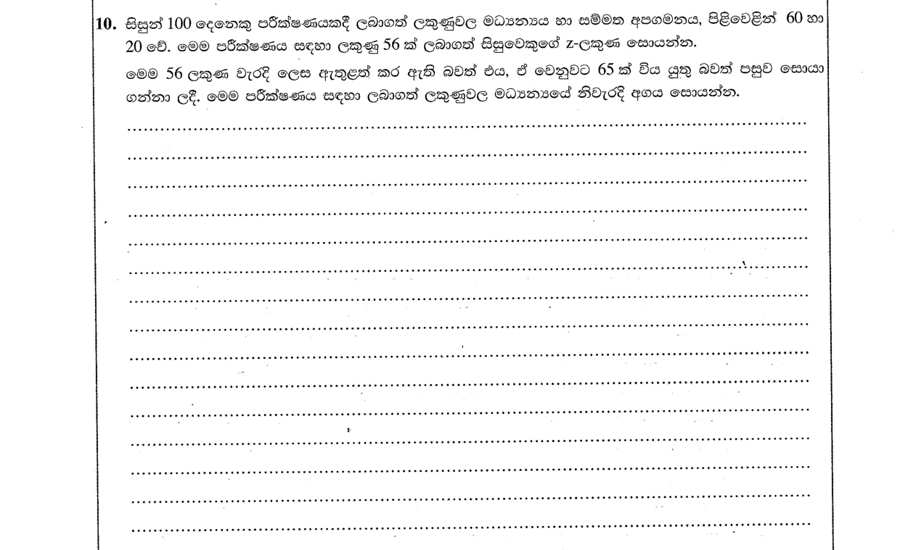 10. සිසුන් 100 දෙනෙකු පරීක්ෂණයකදී ලබාගත් ලකුණුවල මධ්‍යන්‍යය හා සම්මත අපගමනය, පිළිවෙළින් 60 හා
20 වේ. මෙම පරීක්ෂණය සඳහා ලකුණු 56 ක් ලබාගත් සිසුවෙකුගේ z-ලකුණ සොයන්න.
මෙම 56 ලකුණ වැරදි ලෙස ඇතුළත් කර ඇති බවත් එය, ඒ වෙනුවට 65 ක් විය යුතු බවත් පසුව සොයා
ගන්නා ලදී. මෙම පරීක්ෂණය සඳහා ලබාගත් ලකුණුවල මධ්‍යන්‍යයේ නිවැරදි අගය සොයන්න.